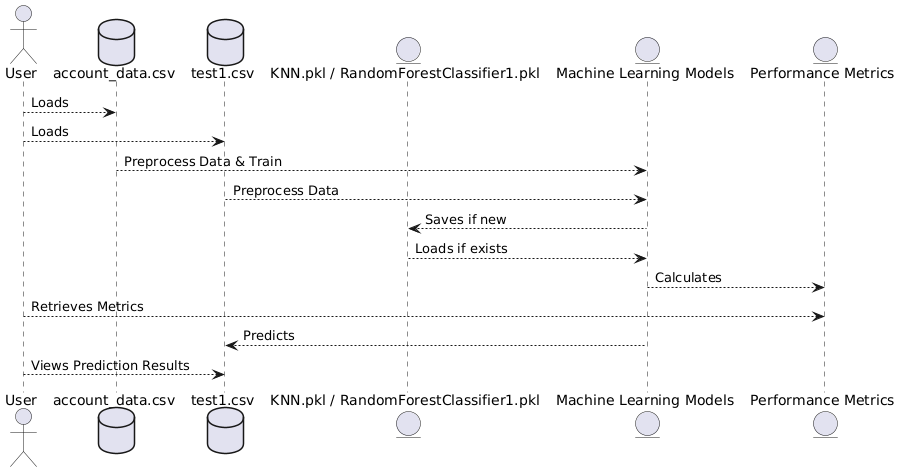 User account_data.csv test1.csv KNN.pkl / RandomForestClassifier1.pkl Machine Learning Models Performance Metrics
Loads
Loads
Preprocess Data & Train
Preprocess Data
Saves if new
Loads if exists
Calculates
Retrieves Metrics
Predicts
Views Prediction Results
User account_data.csv test1.csv KNN.pkl / RandomForestClassifier1.pkl Machine Learning Models Performance Metrics